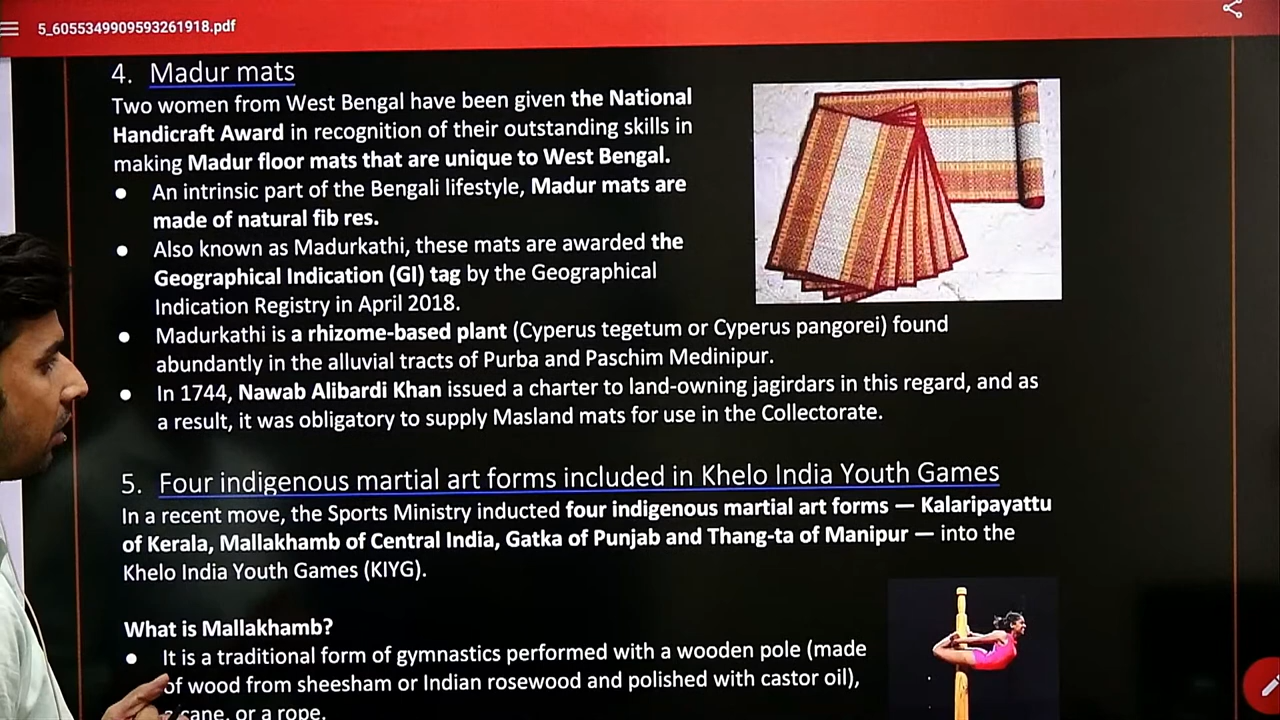 5_6055349909593261918.pdf
4. Madur mats
Two women from West Bengal have been given the National
Handicraft Award in recognition of their outstanding skills in
making Madur floor mats that are unique to West Bengal.
● An intrinsic part of the Bengali lifestyle, Madur mats are
made of natural fib res.
● Also known as Madurkathi, these mats are awarded the
Geographical Indication (GI) tag by the Geographical
Indication Registry in April 2018.
● Madurkathi is a rhizome-based plant (Cyperus tegetum or Cyperus pangorei) found
abundantly in the alluvial tracts of Purba and Paschim Medinipur.
● In 1744, Nawab Alibardi Khan issued a charter to land-owning jagirdars in this regard, and as
a result, it was obligatory to supply Masland mats for use in the Collectorate.
5. Four indigenous martial art forms included in Khelo India Youth Games
In a recent move, the Sports Ministry inducted four indigenous martial art forms — Kalaripayattu
of Kerala, Mallakhamb of Central India, Gatka of Punjab and Thang-ta of Manipur — into the
Khelo India Youth Games (KIYG).
What is Mallakhamb?
● It is a traditional form of gymnastics performed with a wooden pole (made
of wood from sheesham or Indian rosewood and polished with castor oil),
cane, or a rope.